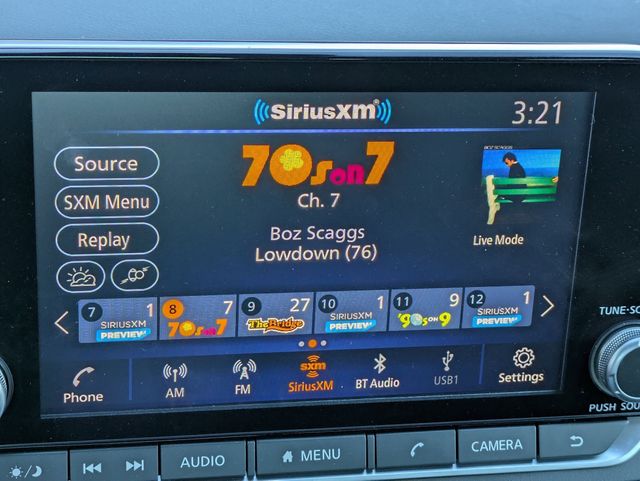 SiriusXM®
3:21
Source
SXM Menu
Replay
70s on 7
Ch. 7
Boz Scaggs
Lowdown (76)
BOZ SCAGGS
Live Mode
7 1 SIRIUSXM PREVIEW
8 7 70s on 7
9 27 The Bridge
10 1 SIRIUSXM PREVIEW
11 9 '90s ON 9
12 1 SIRIUSXM PREVIEW
Phone
AM
FM
sxm
SiriusXM
BT Audio
USB1
Settings
PUSH
AUDIO
MENU
CAMERA